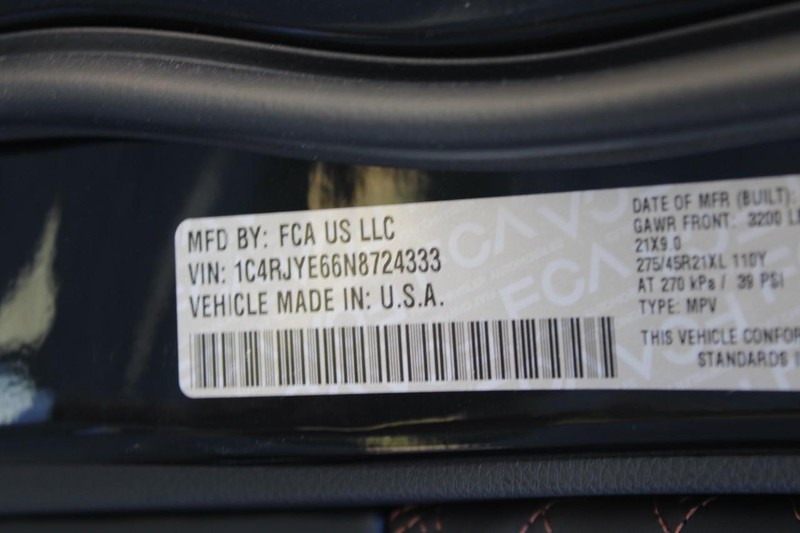 MFD BY: FCA US LLC
VIN: 1C4RJYE66N8724333
VEHICLE MADE IN: U.S.A.
DATE OF MFR (BUILT):
GAWR FRONT: 3200
21X9.0
275/45R21XL 110Y
AT 270 kPa / 39 PSI
TYPE: MPV
THIS VEHICLE
STANDARDS
FCA